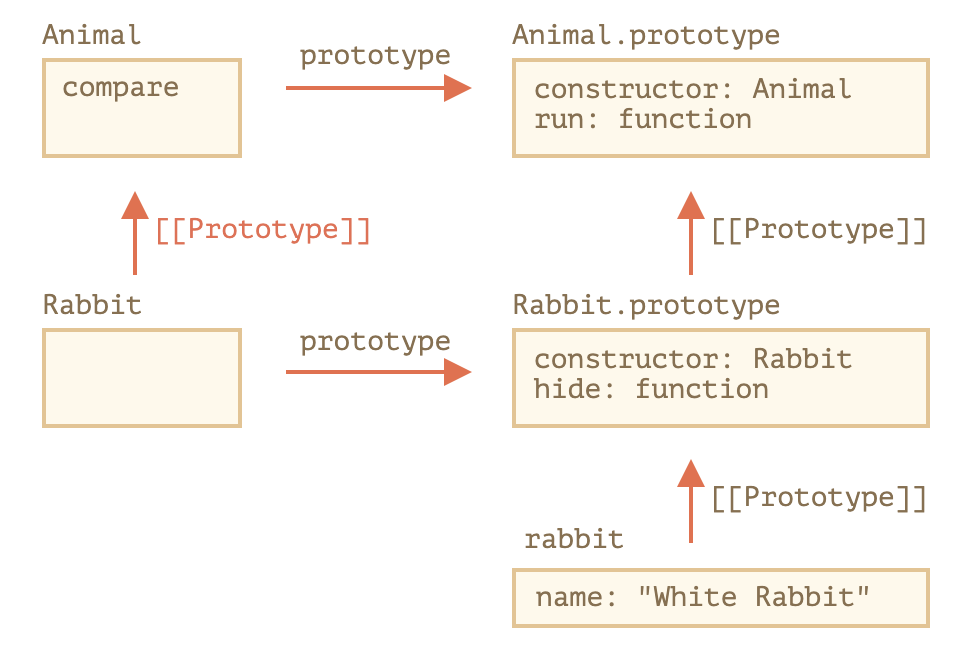 Animal
prototype
Animal.prototype
compare
constructor: Animal
run: function
[[Prototype]]
[[Prototype]]
Rabbit
prototype
Rabbit.prototype
constructor: Rabbit
hide: function
[[Prototype]]
rabbit
name: "White Rabbit"